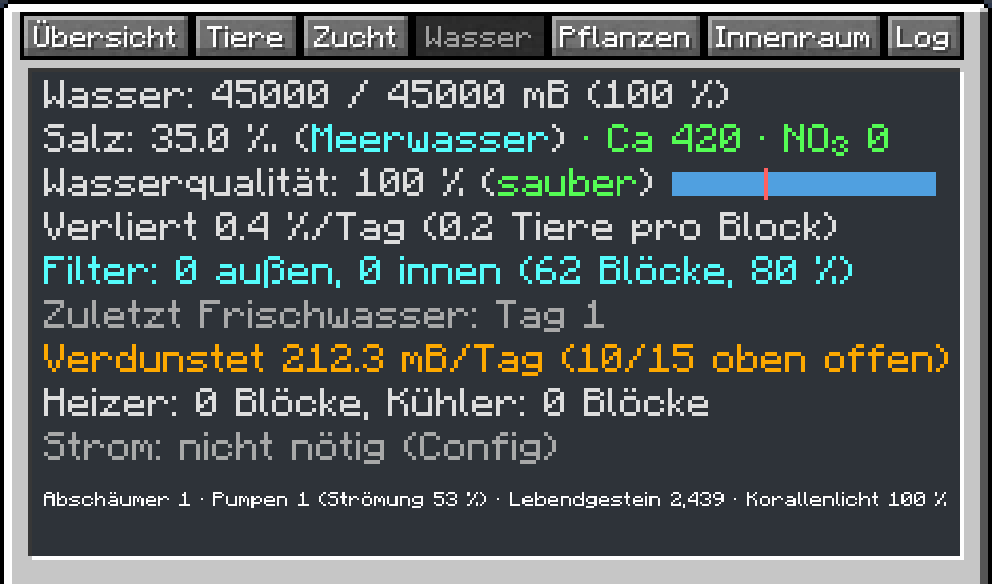 Übersicht Tiere Zucht Wasser Pflanzen Innenraum Log
Wasser: 45000 / 45000 mB (100 %)
Salz: 35.0 ‰ (Meerwasser) · Ca 420 · NO₃ 0
Wasserqualität: 100 % (sauber)
Verliert 0.4 %/Tag (0.2 Tiere pro Block)
Filter: 0 außen, 0 innen (62 Blöcke, 80 %)
Zuletzt Frischwasser: Tag 1
Verdunstet 212.3 mB/Tag (10/15 oben offen)
Heizer: 0 Blöcke, Kühler: 0 Blöcke
Strom: nicht nötig (Config)
Abschäumer 1 · Pumpen 1 (Strömung 53 %) · Lebendgestein 2,439 · Korallenlicht 100 %